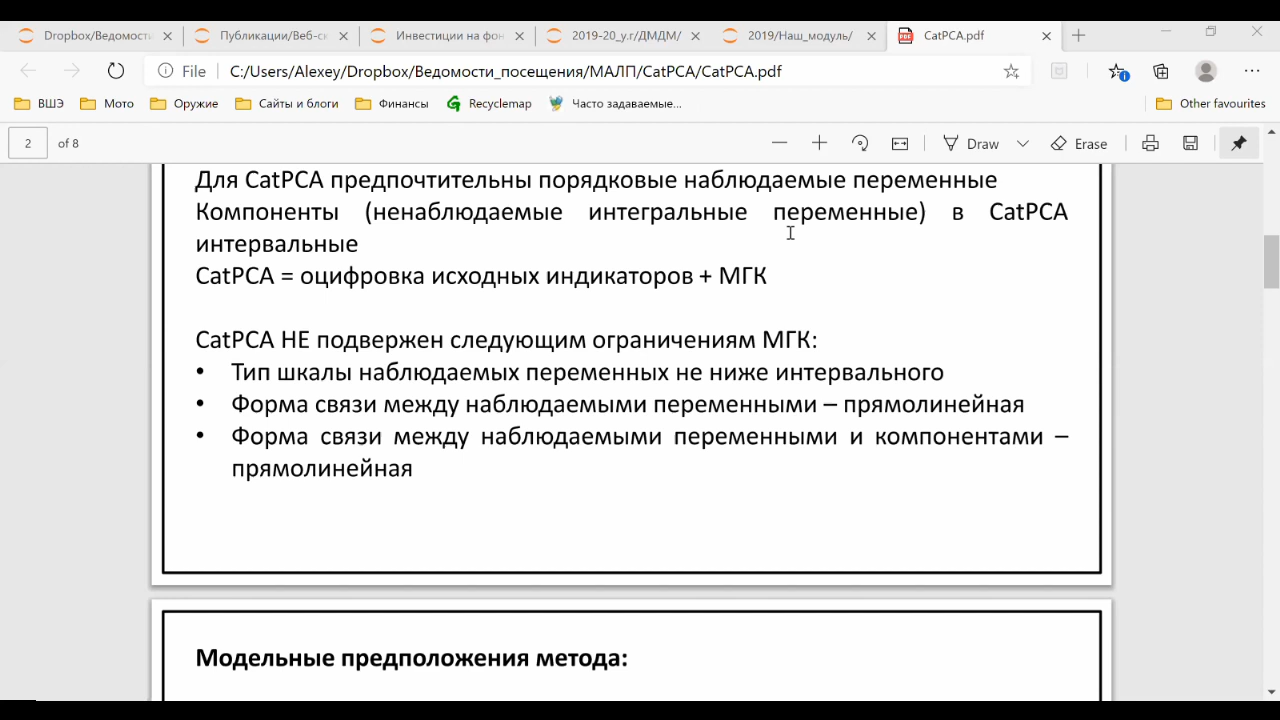 Dropbox/Ведомости
Публикации/Веб-ск
Инвестиции на фон
2019-20_у.г/ДМДМ/
2019/Наш_модуль/
CatPCA.pdf
File
C:/Users/Alexey/Dropbox/Ведомости_посещения/МАЛП/CatPCA/CatPCA.pdf
ВШЭ
Мото
Оружие
Сайты и блоги
Финансы
Recyclemap
Часто задаваемые...
Other favourites
2 of 8
Draw
Erase
Для CatPCA предпочтительны порядковые наблюдаемые переменные
Компоненты (ненаблюдаемые интегральные переменные) в CatPCA
интервальные
CatPCA = оцифровка исходных индикаторов + МГК
CatPCA НЕ подвержен следующим ограничениям МГК:
• Тип шкалы наблюдаемых переменных не ниже интервального
• Форма связи между наблюдаемыми переменными – прямолинейная
• Форма связи между наблюдаемыми переменными и компонентами –
прямолинейная
Модельные предположения метода: